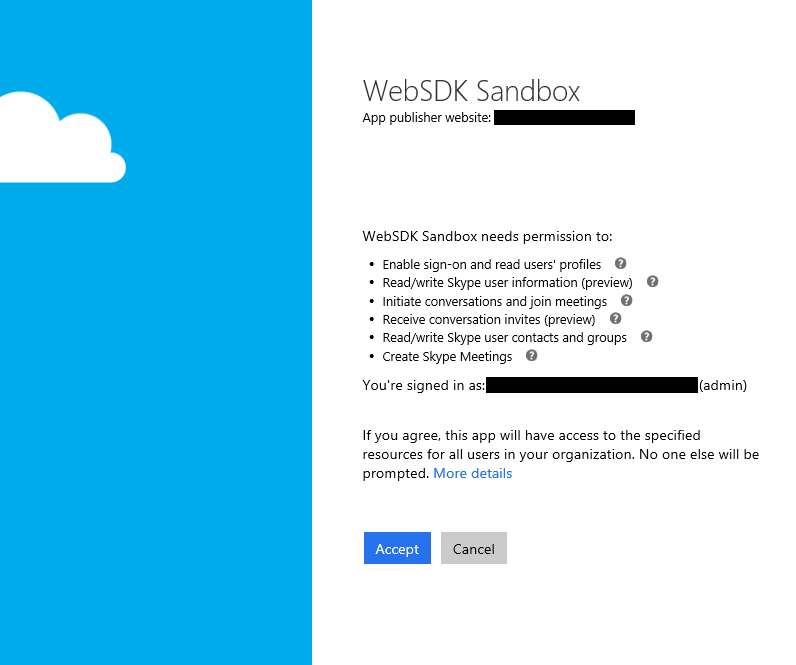 WebSDK Sandbox
App publisher website:
WebSDK Sandbox needs permission to:
• Enable sign-on and read users' profiles ?
• Read/write Skype user information (preview) ?
• Initiate conversations and join meetings ?
• Receive conversation invites (preview) ?
• Read/write Skype user contacts and groups ?
• Create Skype Meetings ?
You're signed in as: (admin)
If you agree, this app will have access to the specified
resources for all users in your organization. No one else will be
prompted. More details
Accept Cancel